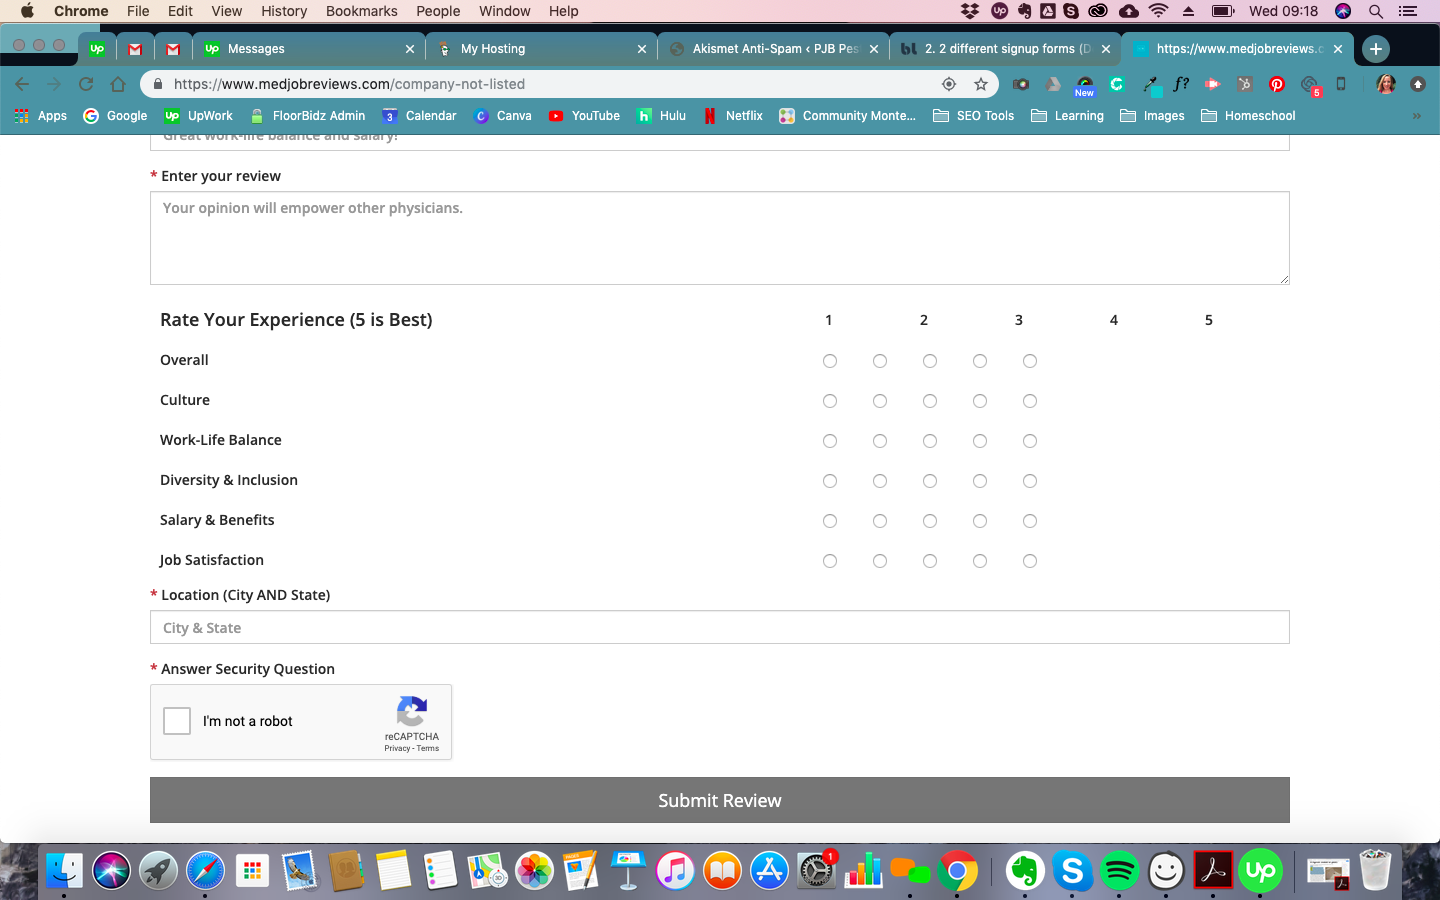 Chrome File Edit View History Bookmarks People Window Help Wed 09:18
Messages My Hosting Akismet Anti-Spam ‹ PJB Pes 2. 2 different signup forms (D https://www.medjobreviews.c
https://www.medjobreviews.com/company-not-listed New 6
Apps Google UpWork FloorBidz Admin Calendar Canva YouTube Hulu Netflix Community Monte... SEO Tools Learning Images Homeschool »
Great work-life balance and salary!
* Enter your review
Your opinion will empower other physicians.
Rate Your Experience (5 is Best) 1 2 3 4 5
Overall
Culture
Work-Life Balance
Diversity & Inclusion
Salary & Benefits
Job Satisfaction
* Location (City AND State)
City & State
* Answer Security Question
I'm not a robot
reCAPTCHA
Privacy - Terms
Submit Review